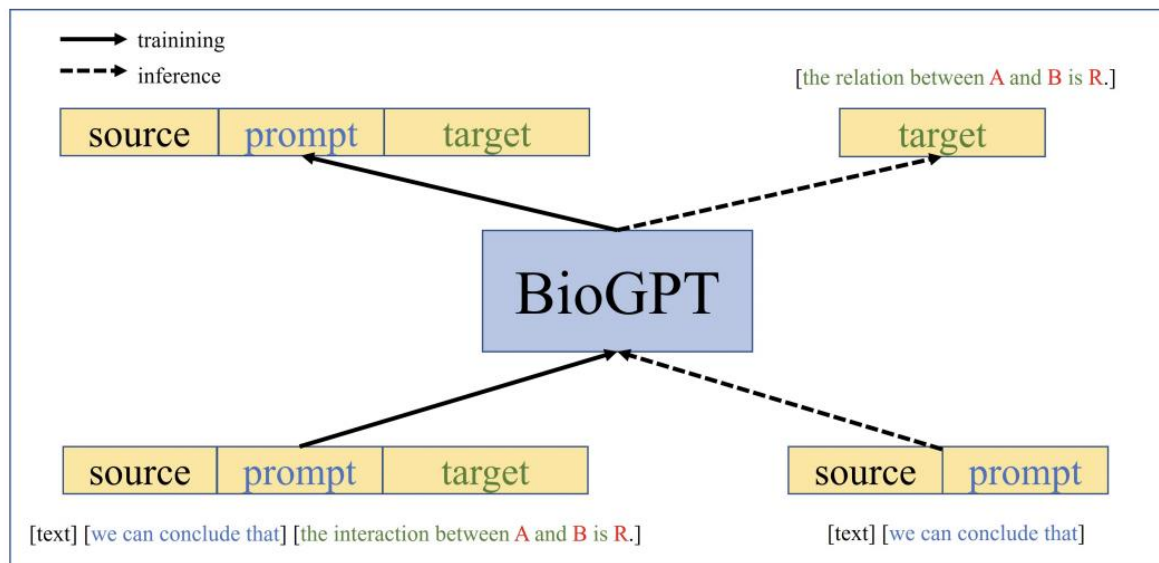 trainining
inference
[the relation between A and B is R.]
source prompt target
target
BioGPT
source prompt target
source prompt
[text] [we can conclude that] [the interaction between A and B is R.]
[text] [we can conclude that]